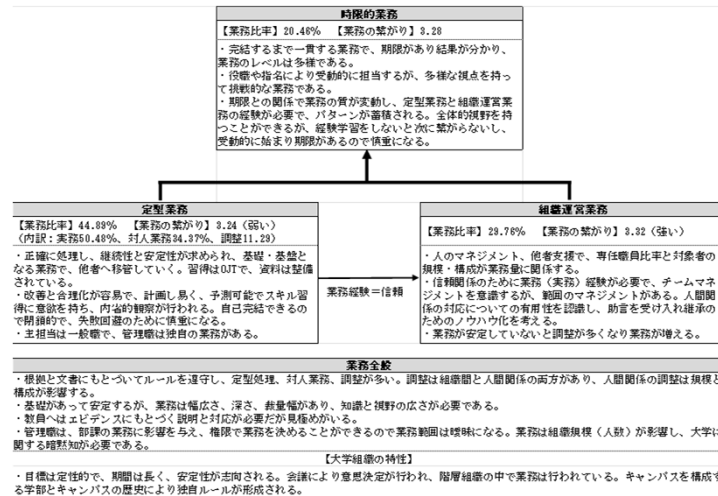 時限的業務
【業務比率】20.46% 【業務の繋がり】3.28
・完結するまで一貫する業務で、期限があり結果が分かり、
業務のレベルは多様である。
・役職や指名により受動的に担当するが、多様な視点を持っ
て挑戦的な業務である。
・期限との関係で業務の質が変動し、定型業務と組織運営業
務の経験が必要で、パターンが蓄積される。全体的視野を持
つことができるが、経験学習をしないと次に繋がらないし、
受動的に始まり期限があるので慎重になる。
定型業務
【業務比率】44.89% 【業務の繋がり】3.24（弱い）
（内訳：実務50.48%、対人業務34.37%、調整11.29）
・正確に処理し、継続性と安定性が求められ、基礎・基盤と
なる業務で、他者へ移管していく。習得はOJTで、資料は整備
されている。
・改善と合理化が容易で、計画し易く、予測可能でスキル習
得に意欲を持ち、内省的観察が行われる。自己完結できるの
で閉鎖的で、失敗回避のために慎重になる。
・主担当は一般職で、管理職は独自の業務がある。
業務経験＝信頼
組織運営業務
【業務比率】29.76% 【業務の繋がり】3.32（強い）
・人のマネジメント、他者支援で、専任職員比率と対象者の
規模・構成が業務量に関係する。
・信頼関係のために業務（実務）経験が必要で、チームマネ
ジメントを意識するが、範囲のマネジメントがある。人間関
係の対応についての有用性を認識し、助言を受け入れ継承の
ためのノウハウ化を考える。
・業務が安定していないと調整が多くなり業務が増える。
業務全般
・根拠と文書にもとづいてルールを遵守し、定型処理、対人業務、調整が多い。調整は組織間と人間関係の両方があり、人間関係の調整は規模と
構成が影響する。
・基礎があって安定するが、業務は幅広さ、深さ、裁量幅があり、知識と視野の広さが必要である。
・教員へはエビデンスにもとづく説明と対応が必要だが見極めがいる。
・管理職は、部課の業務に影響を与え、権限で業務を決めることができるので業務範囲は曖昧になる。業務は組織規模（人数）が影響し、大学に
関する暗黙知が必要である。
【大学組織の特性】
・目標は定性的で、期間は長く、安定性が志向される。会議により意思決定が行われ、階層組織の中で業務は行われている。キャンパスを構成す
る学部とキャンパスの歴史により独自ルールが形成される。